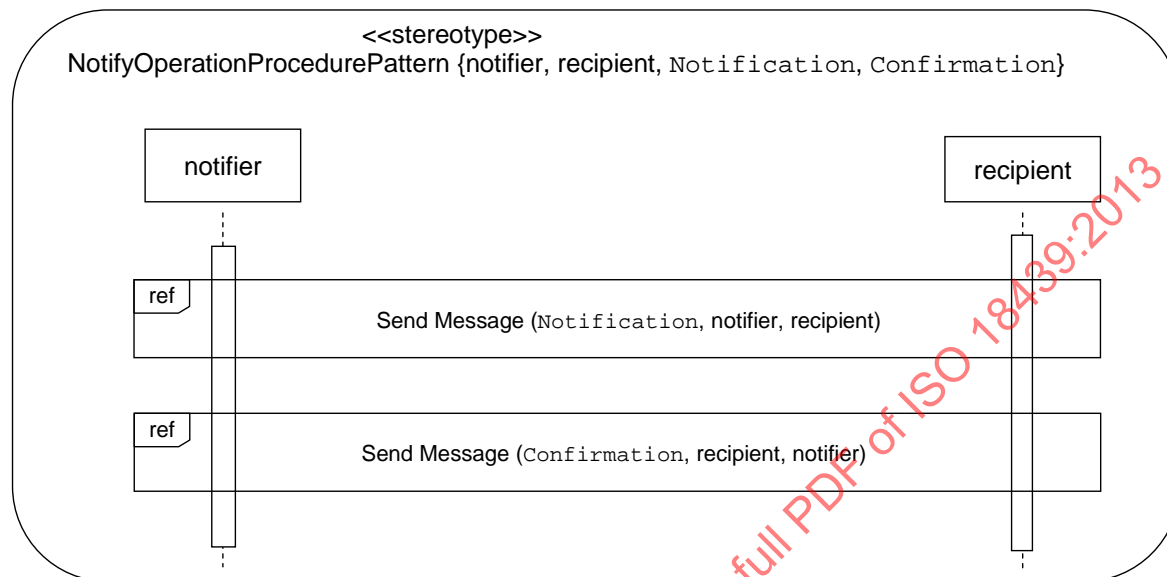 <<stereotype>>
NotifyOperationProcedurePattern {notifier, recipient, Notification, Confirmation}
notifier
recipient
ref
Send Message (Notification, notifier, recipient)
ref
Send Message (Confirmation, recipient, notifier)
full PDF of ISO 18439:2013